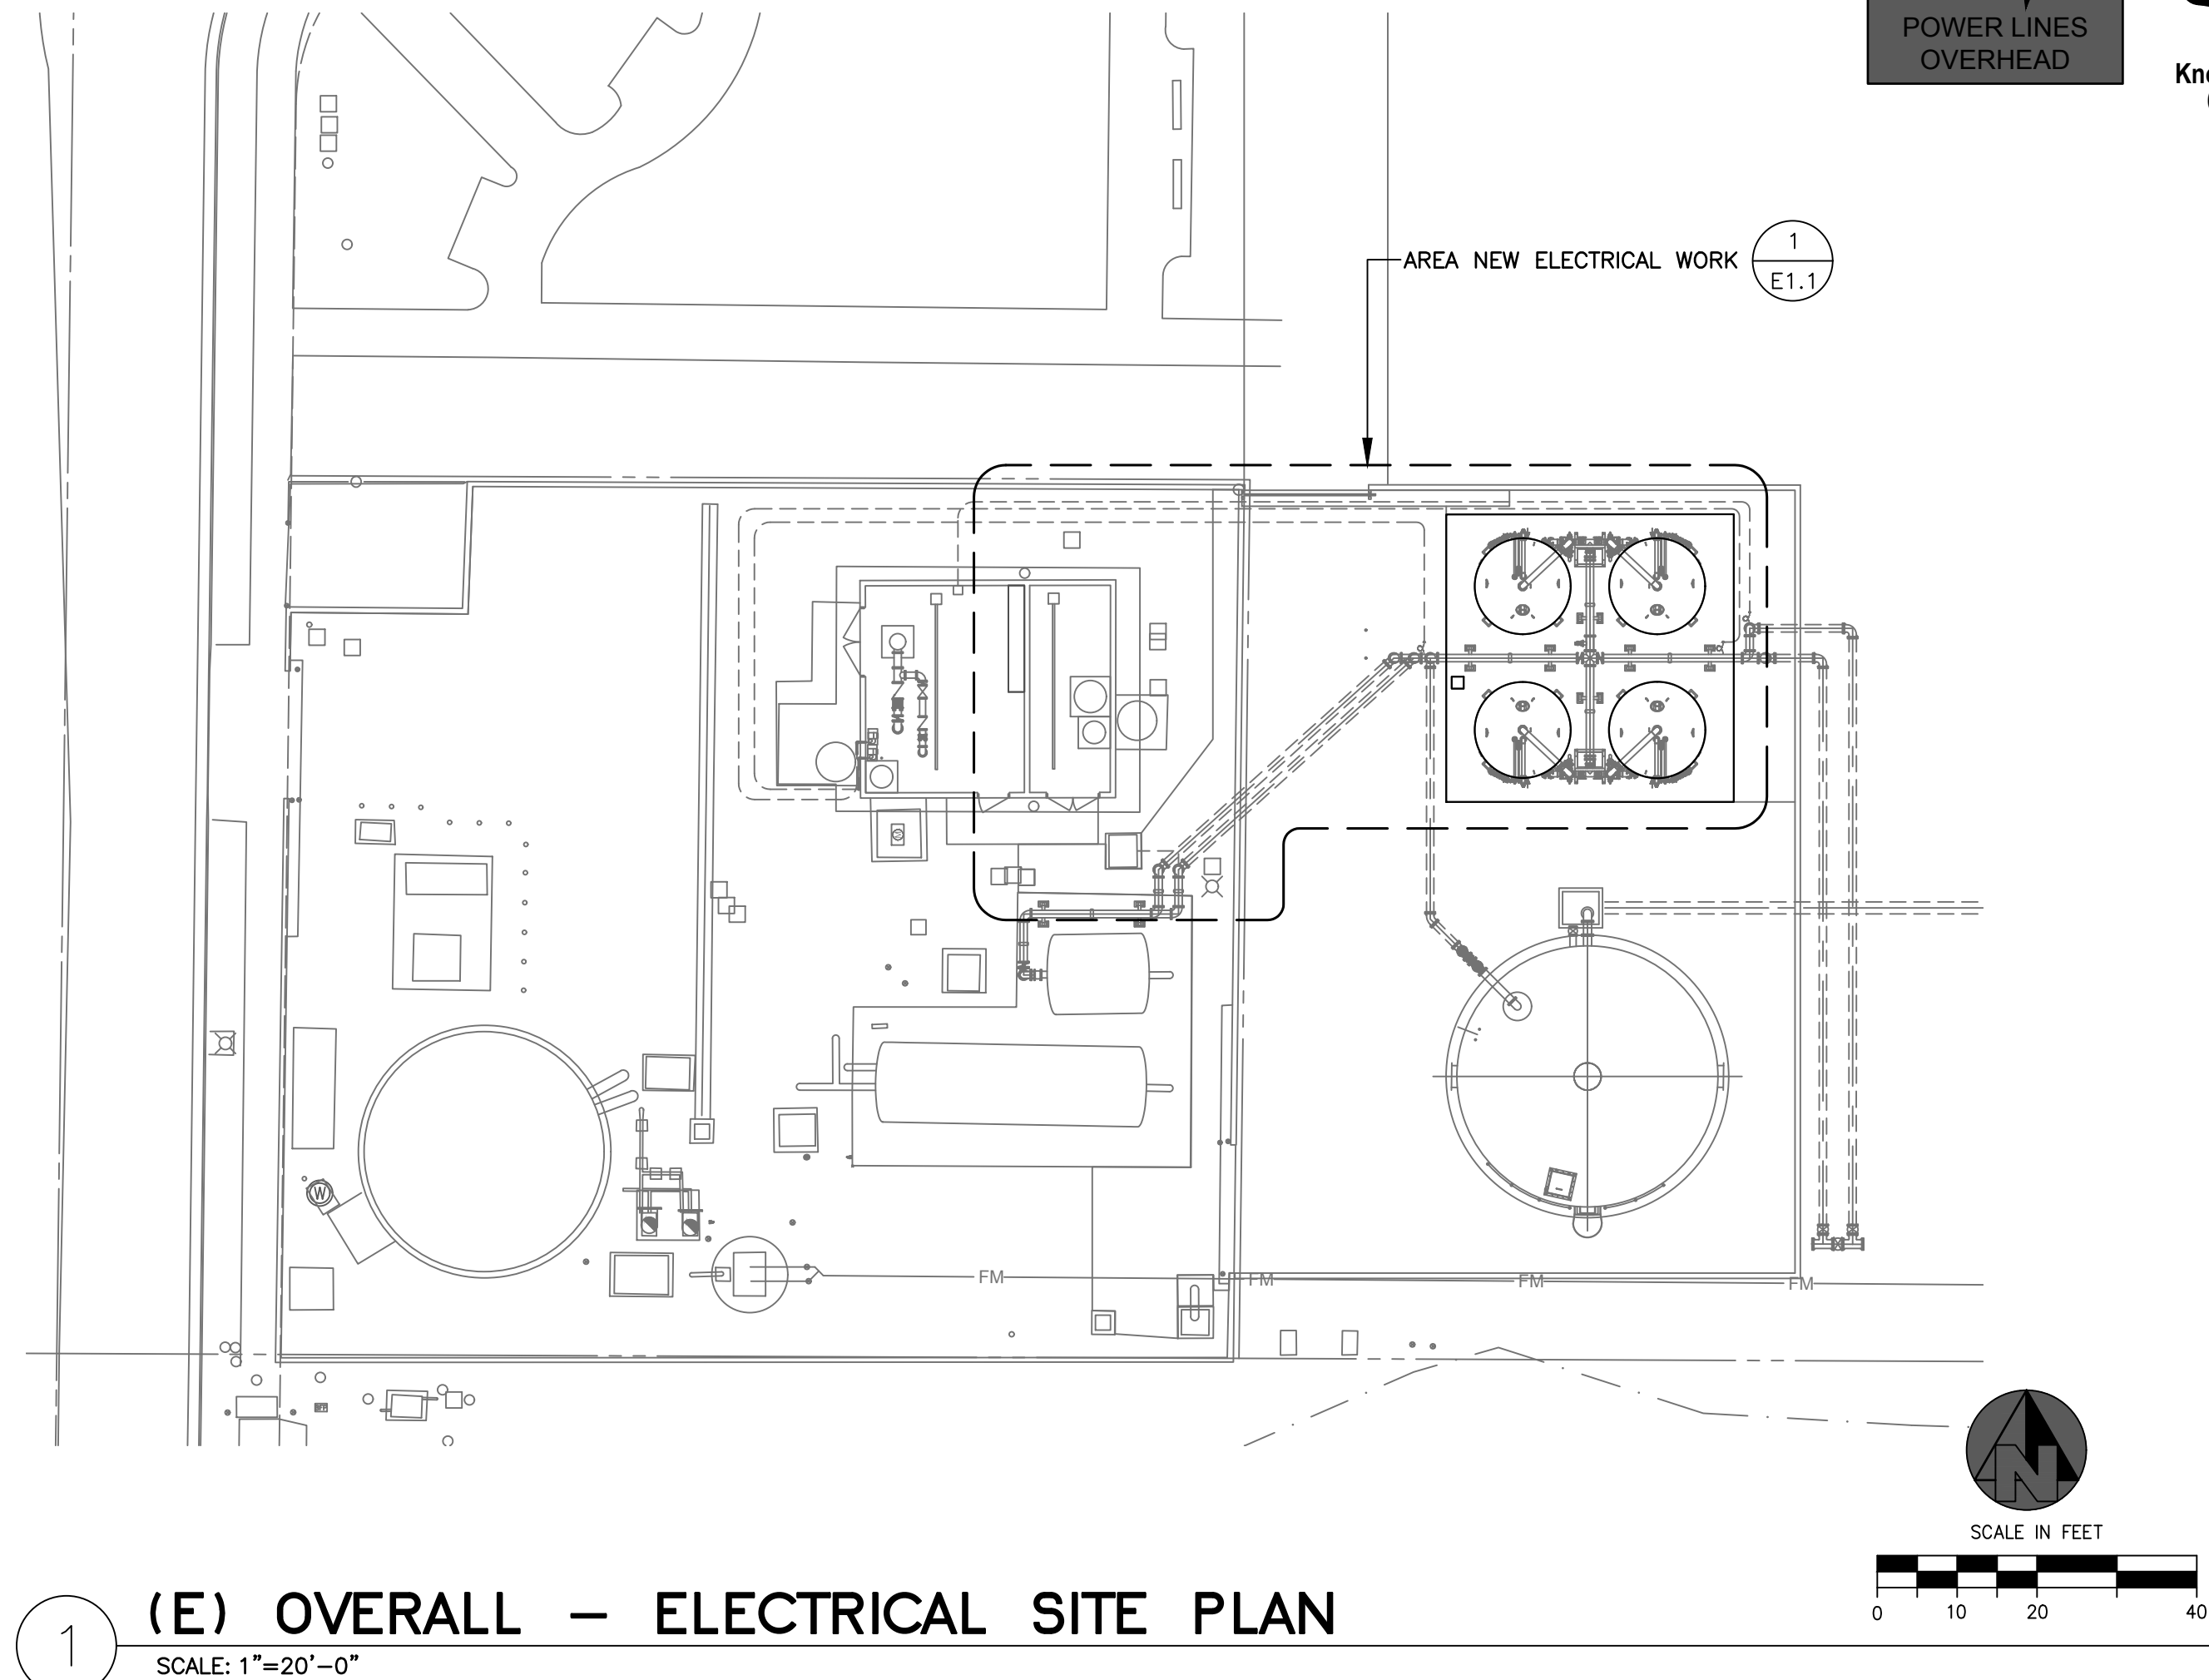 POWER LINES
OVERHEAD
1
AREA NEW ELECTRICAL WORK
E1.1
W
W
FM
FM
FM
FM
N
SCALE IN FEET
0 10 20 40
1
(E) OVERALL – ELECTRICAL SITE PLAN
SCALE: 1"=20'-0"